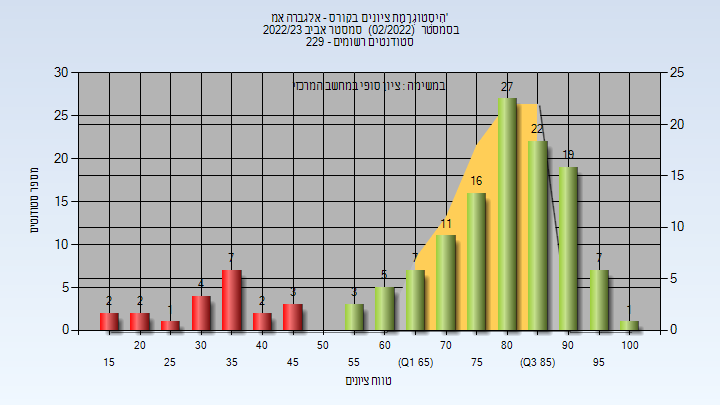 היסטוגרמת ציונים בקורס - אלגברה אמ'
בסמסטר (02/2022) סמסטר אביב 2022/23
סטודנטים רשומים - 229
במשימה : ציון סופי במחשב המרכזי
מספר סטודנטים
30 25 20 15 10 5 0
25 20 15 10 5 0
2 2 1 4 7 2 3 3 5 7 11 16 27 22 19 7 1
20 30 40 50 60 70 80 90 100
15 25 35 45 55 (Q1 65) 75 (Q3 85) 95
טווח ציונים